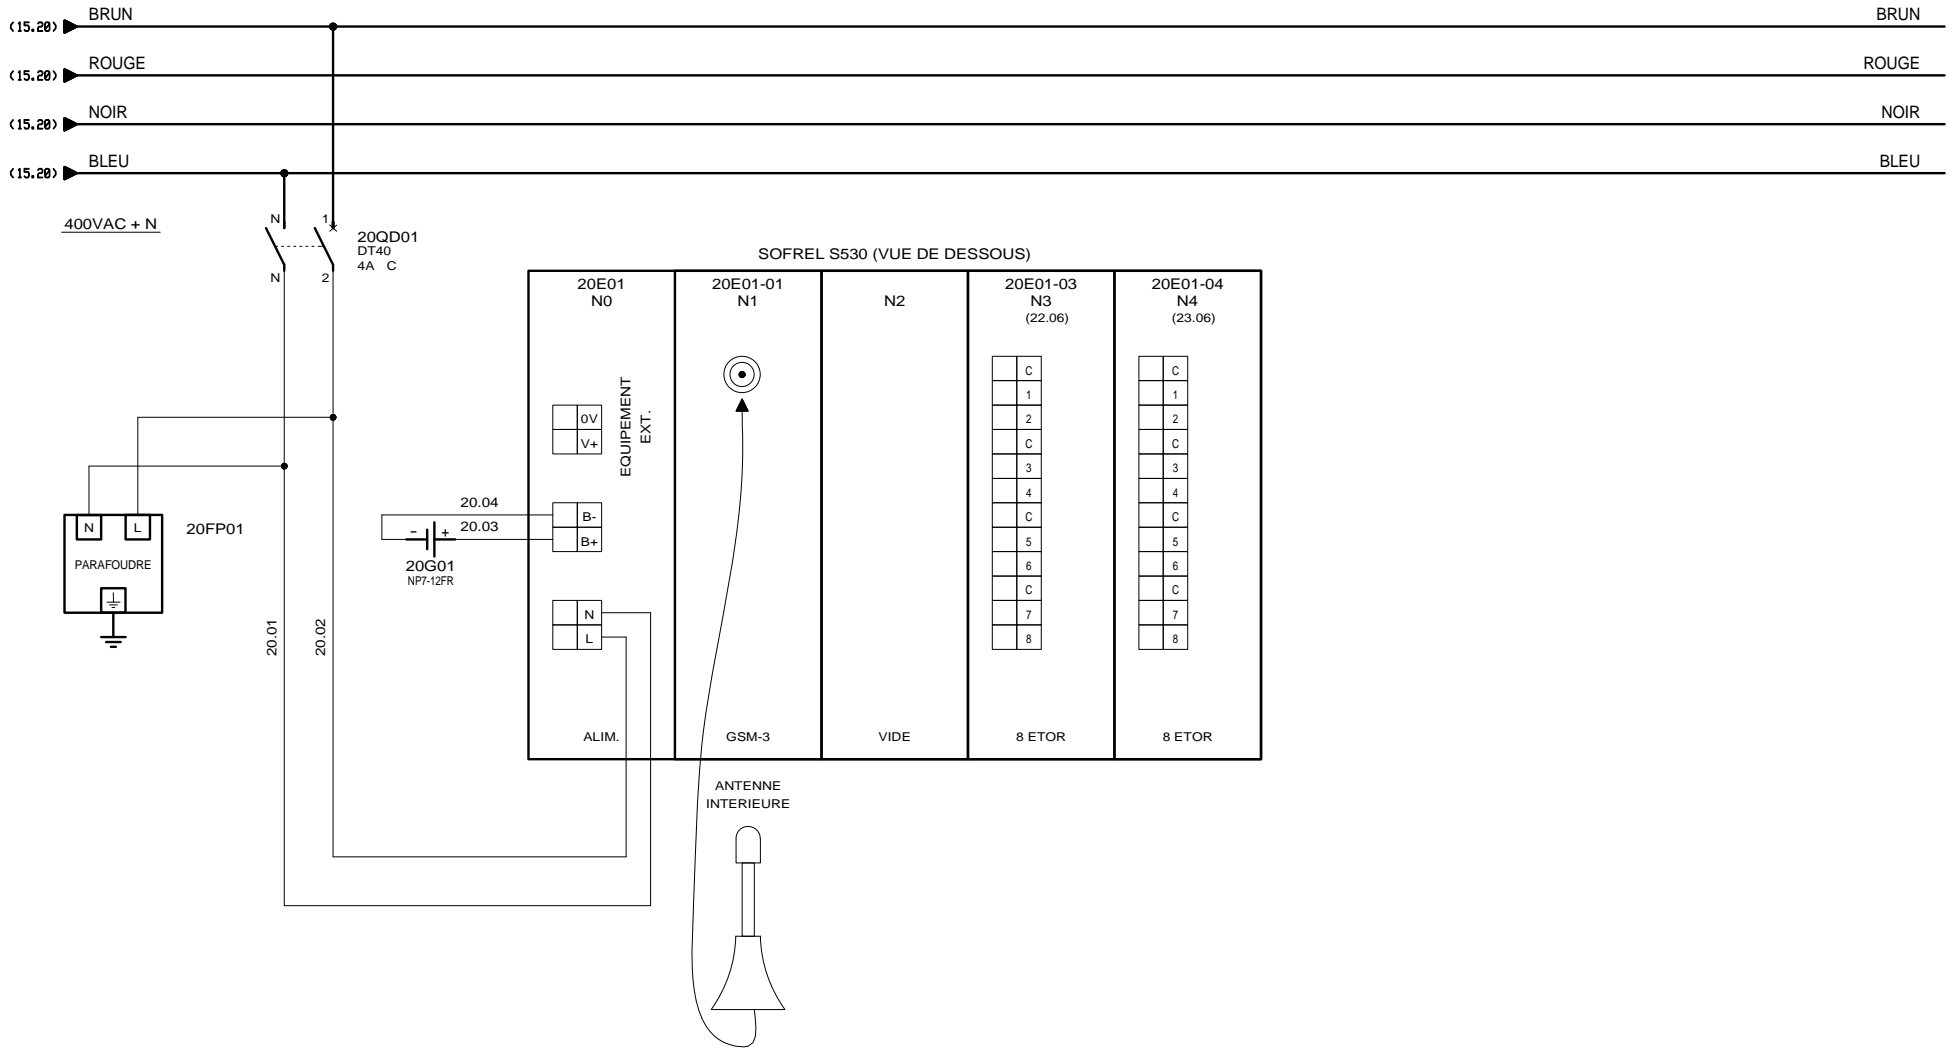 (15.20) BRUN BRUN
(15.20) ROUGE ROUGE
(15.20) NOIR NOIR
(15.20) BLEU BLEU
400VAC + N
N 1
20QD01
DT40
4A C
N 2
SOFREL S530 (VUE DE DESSOUS)
20E01
N0
EQUIPEMENT
EXT.
0V
V+
20.04
B-
20.03
B+
- +
20G01
NP7-12FR
N
L
ALIM.
20E01-01
N1
GSM-3
N2
VIDE
20E01-03
N3
(22.06)
C
1
2
C
3
4
C
5
6
C
7
8
8 ETOR
20E01-04
N4
(23.06)
C
1
2
C
3
4
C
5
6
C
7
8
8 ETOR
N L
20FP01
PARAFOUDRE
20.01
20.02
ANTENNE
INTERIEURE